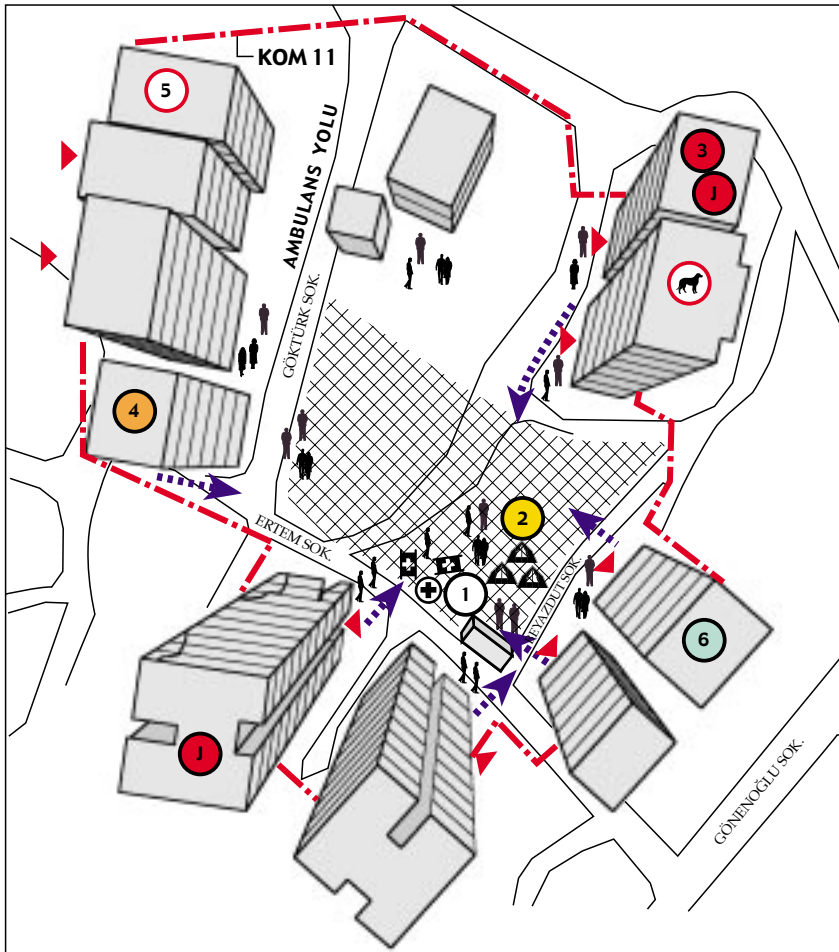 KOM 11
5
AMBULANS YOLU
3
J
GÖKTÜRK SOK.
4
2
ERTEM SOK.
1
BEYAZDUT SOK.
6
J
GÖNENOĞLU SOK.